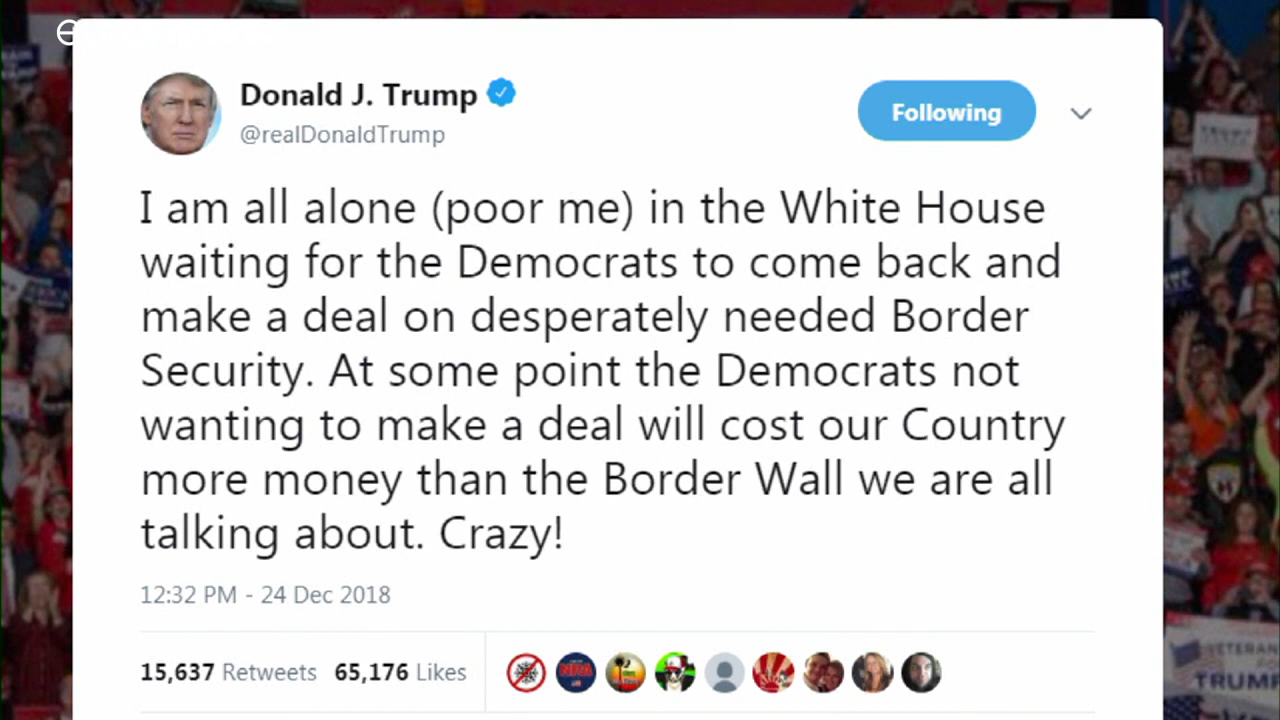 Donald J. Trump
@realDonaldTrump
Following
I am all alone (poor me) in the White House
waiting for the Democrats to come back and
make a deal on desperately needed Border
Security. At some point the Democrats not
wanting to make a deal will cost our Country
more money than the Border Wall we are all
talking about. Crazy!
12:32 PM - 24 Dec 2018
15,637 Retweets 65,176 Likes
NRA
VETERAN
TRUMP